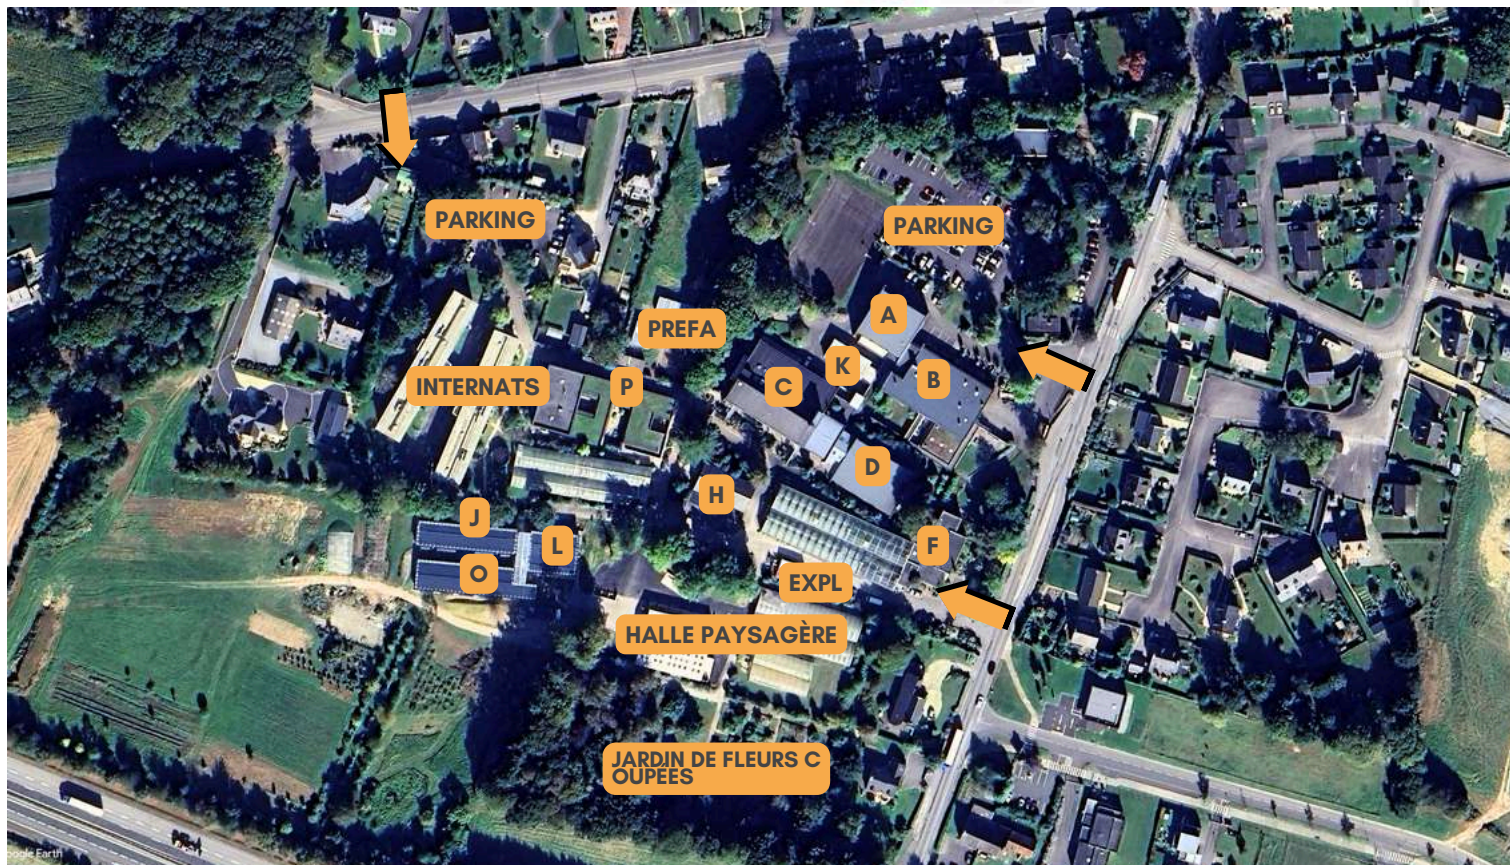 PARKING
PARKING
A
PREFA
K
B
INTERNATS
P
C
D
H
J
L
F
O
EXPL
HALLE PAYSAGÈRE
JARDIN DE FLEURS C
OUPÉES
Google Earth